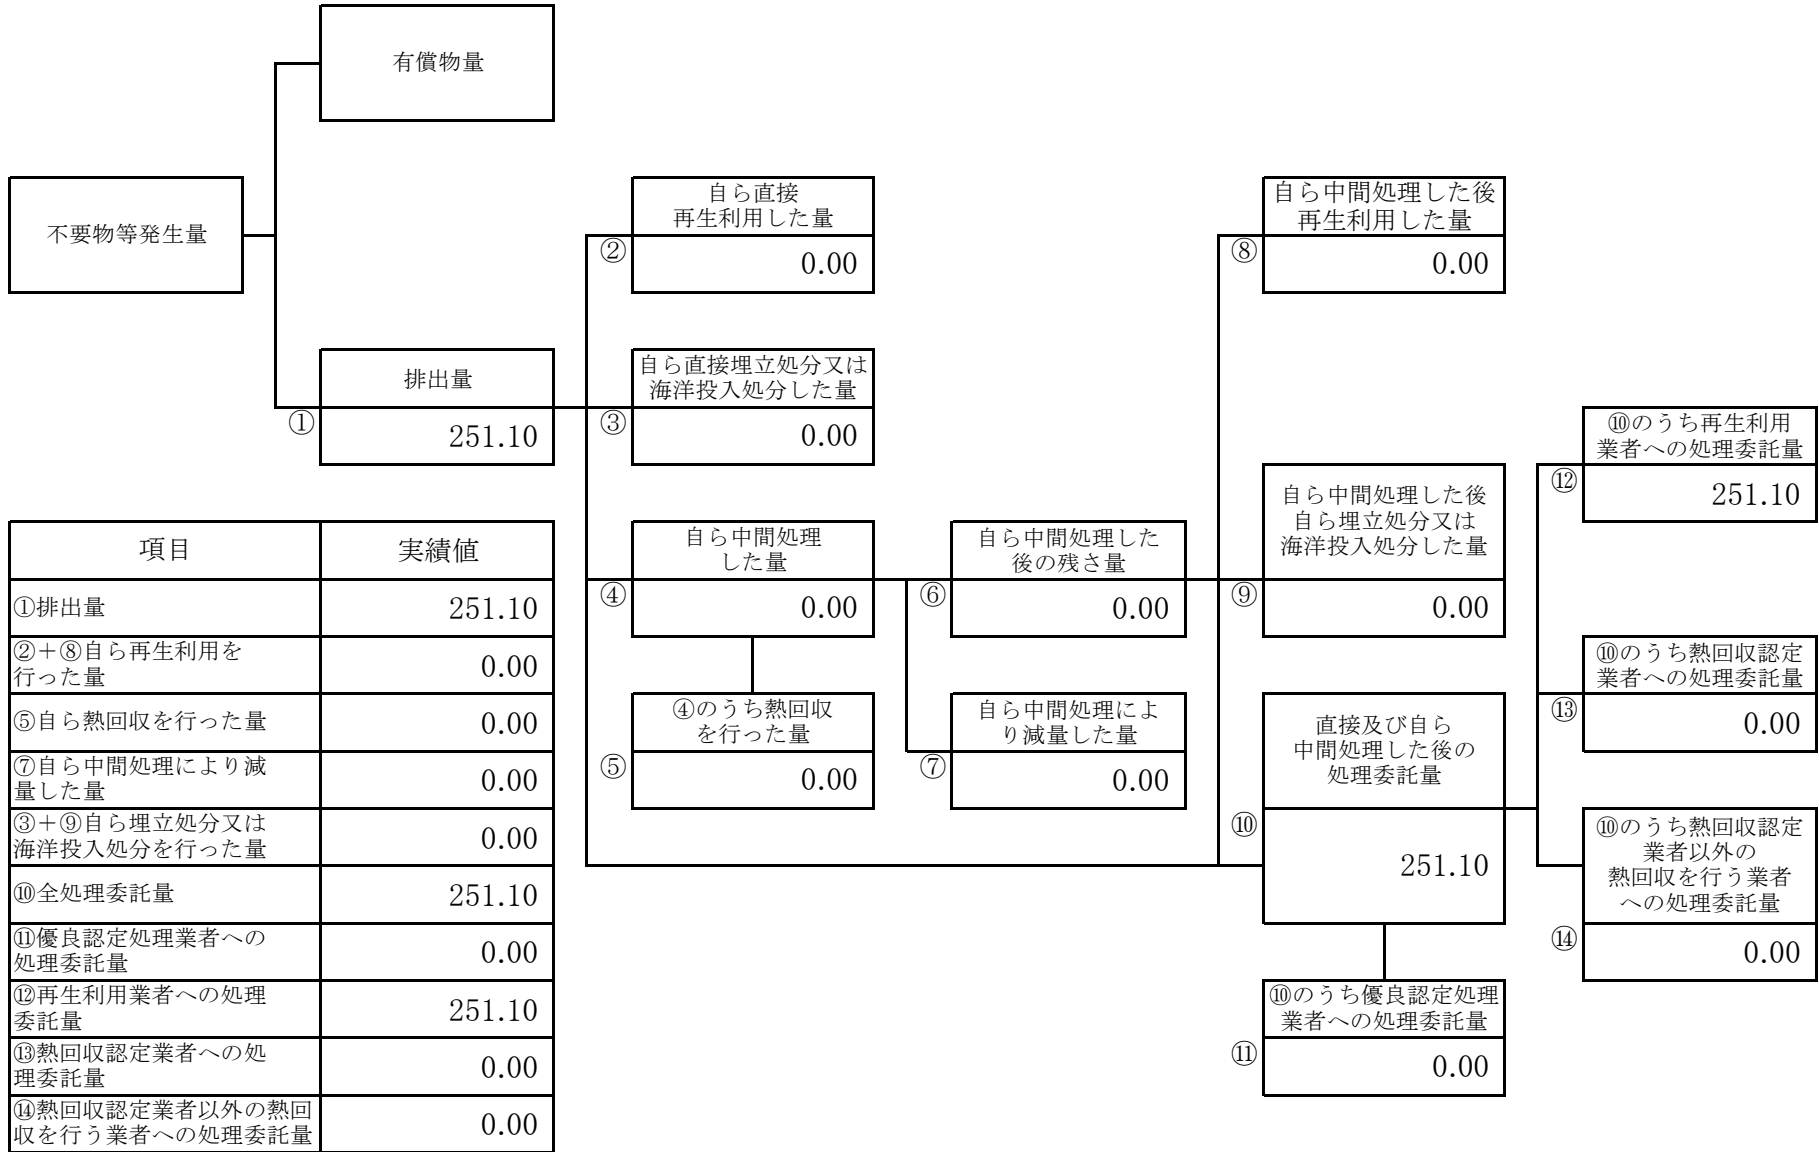 有償物量
不要物等発生量
自ら直接
再生利用した量
②
0.00
自ら中間処理した後
再生利用した量
⑧
0.00
排出量
①
251.10
自ら直接埋立処分又は
海洋投入処分した量
③
0.00
⑩のうち再生利用
業者への処理委託量
⑫
251.10
自ら中間処理
した量
④
0.00
自ら中間処理した
後の残さ量
⑥
0.00
自ら中間処理した後
自ら埋立処分又は
海洋投入処分した量
⑨
0.00
⑩のうち熱回収認定
業者への処理委託量
⑬
0.00
④のうち熱回収
を行った量
⑤
0.00
自ら中間処理によ
り減量した量
⑦
0.00
直接及び自ら
中間処理した後の
処理委託量
⑩
251.10
⑩のうち熱回収認定
業者以外の
熱回収を行う業者
への処理委託量
⑭
0.00
⑩のうち優良認定処理
業者への処理委託量
⑪
0.00
項目 実績値
①排出量 251.10
②+⑧自ら再生利用を
行った量 0.00
⑤自ら熱回収を行った量 0.00
⑦自ら中間処理により減
量した量 0.00
③+⑨自ら埋立処分又は
海洋投入処分を行った量 0.00
⑩全処理委託量 251.10
⑪優良認定処理業者への
処理委託量 0.00
⑫再生利用業者への処理
委託量 251.10
⑬熱回収認定業者への処
理委託量 0.00
⑭熱回収認定業者以外の熱回
収を行う業者への処理委託量 0.00